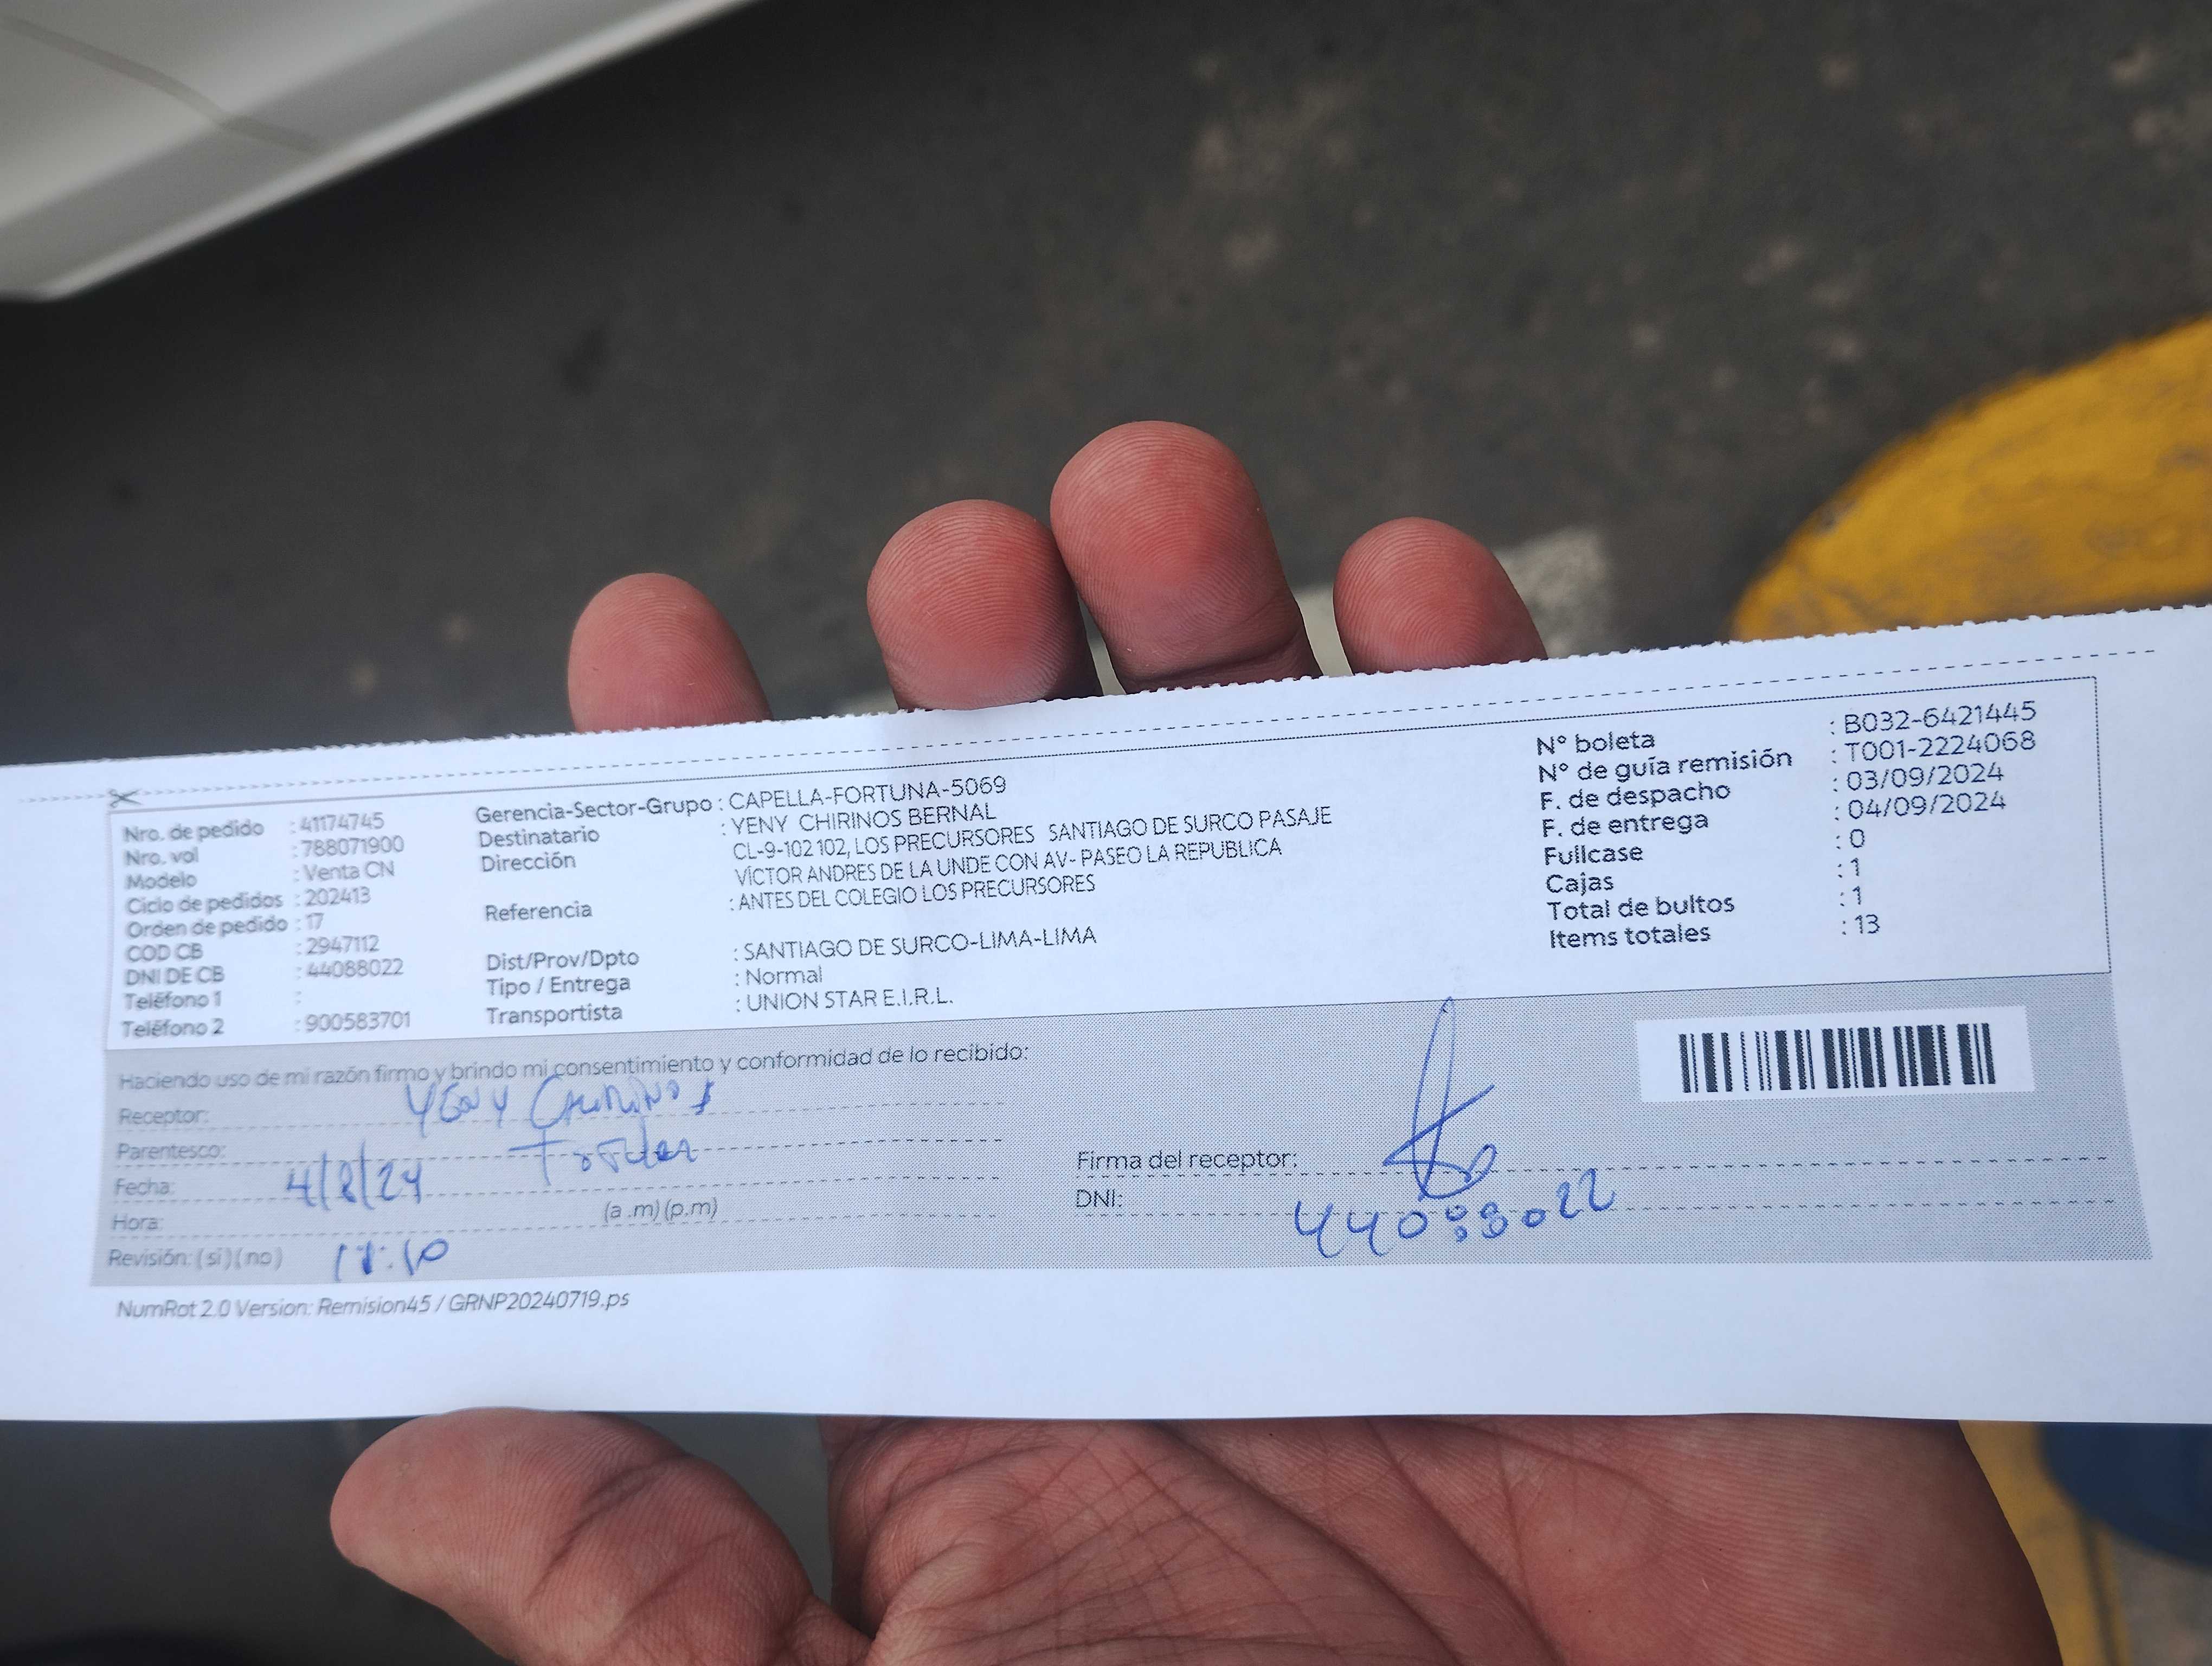 Nro. de pedido : 41174745
Nro. vol : 788071900
Modelo : Venta CN
Ciclo de pedidos : 202413
Orden de pedido : 17
COD CB : 2947112
DNI DE CB : 44088022
Teléfono 1 :
Teléfono 2 : 900583701
Gerencia-Sector-Grupo : CAPELLA-FORTUNA-5069
Destinatario : YENY CHIRINOS BERNAL
Dirección CL-9-102 102, LOS PRECURSORES SANTIAGO DE SURCO PASAJE
VÍCTOR ANDRES DE LA UNDE CON AV- PASEO LA REPUBLICA
Referencia : ANTES DEL COLEGIO LOS PRECURSORES
Dist/Prov/Dpto : SANTIAGO DE SURCO-LIMA-LIMA
Tipo / Entrega : Normal
Transportista : UNION STAR E.I.R.L.
N° boleta : B032-6421445
N° de guía remisión : T001-2224068
F. de despacho : 03/09/2024
F. de entrega : 04/09/2024
Fullcase : 0
Cajas : 1
Total de bultos : 1
Items totales : 13
Haciendo uso de mi razón firmo y brindo mi consentimiento y conformidad de lo recibido:
Receptor: YENY CHIRINOS
Parentesco:
Fecha: 4/8/24
Hora: (a .m) (p.m)
Revisión: ( si ) ( no )
Firma del receptor:
DNI: 44088022
NumRot 2.0 Version: Remision45 / GRNP20240719.ps